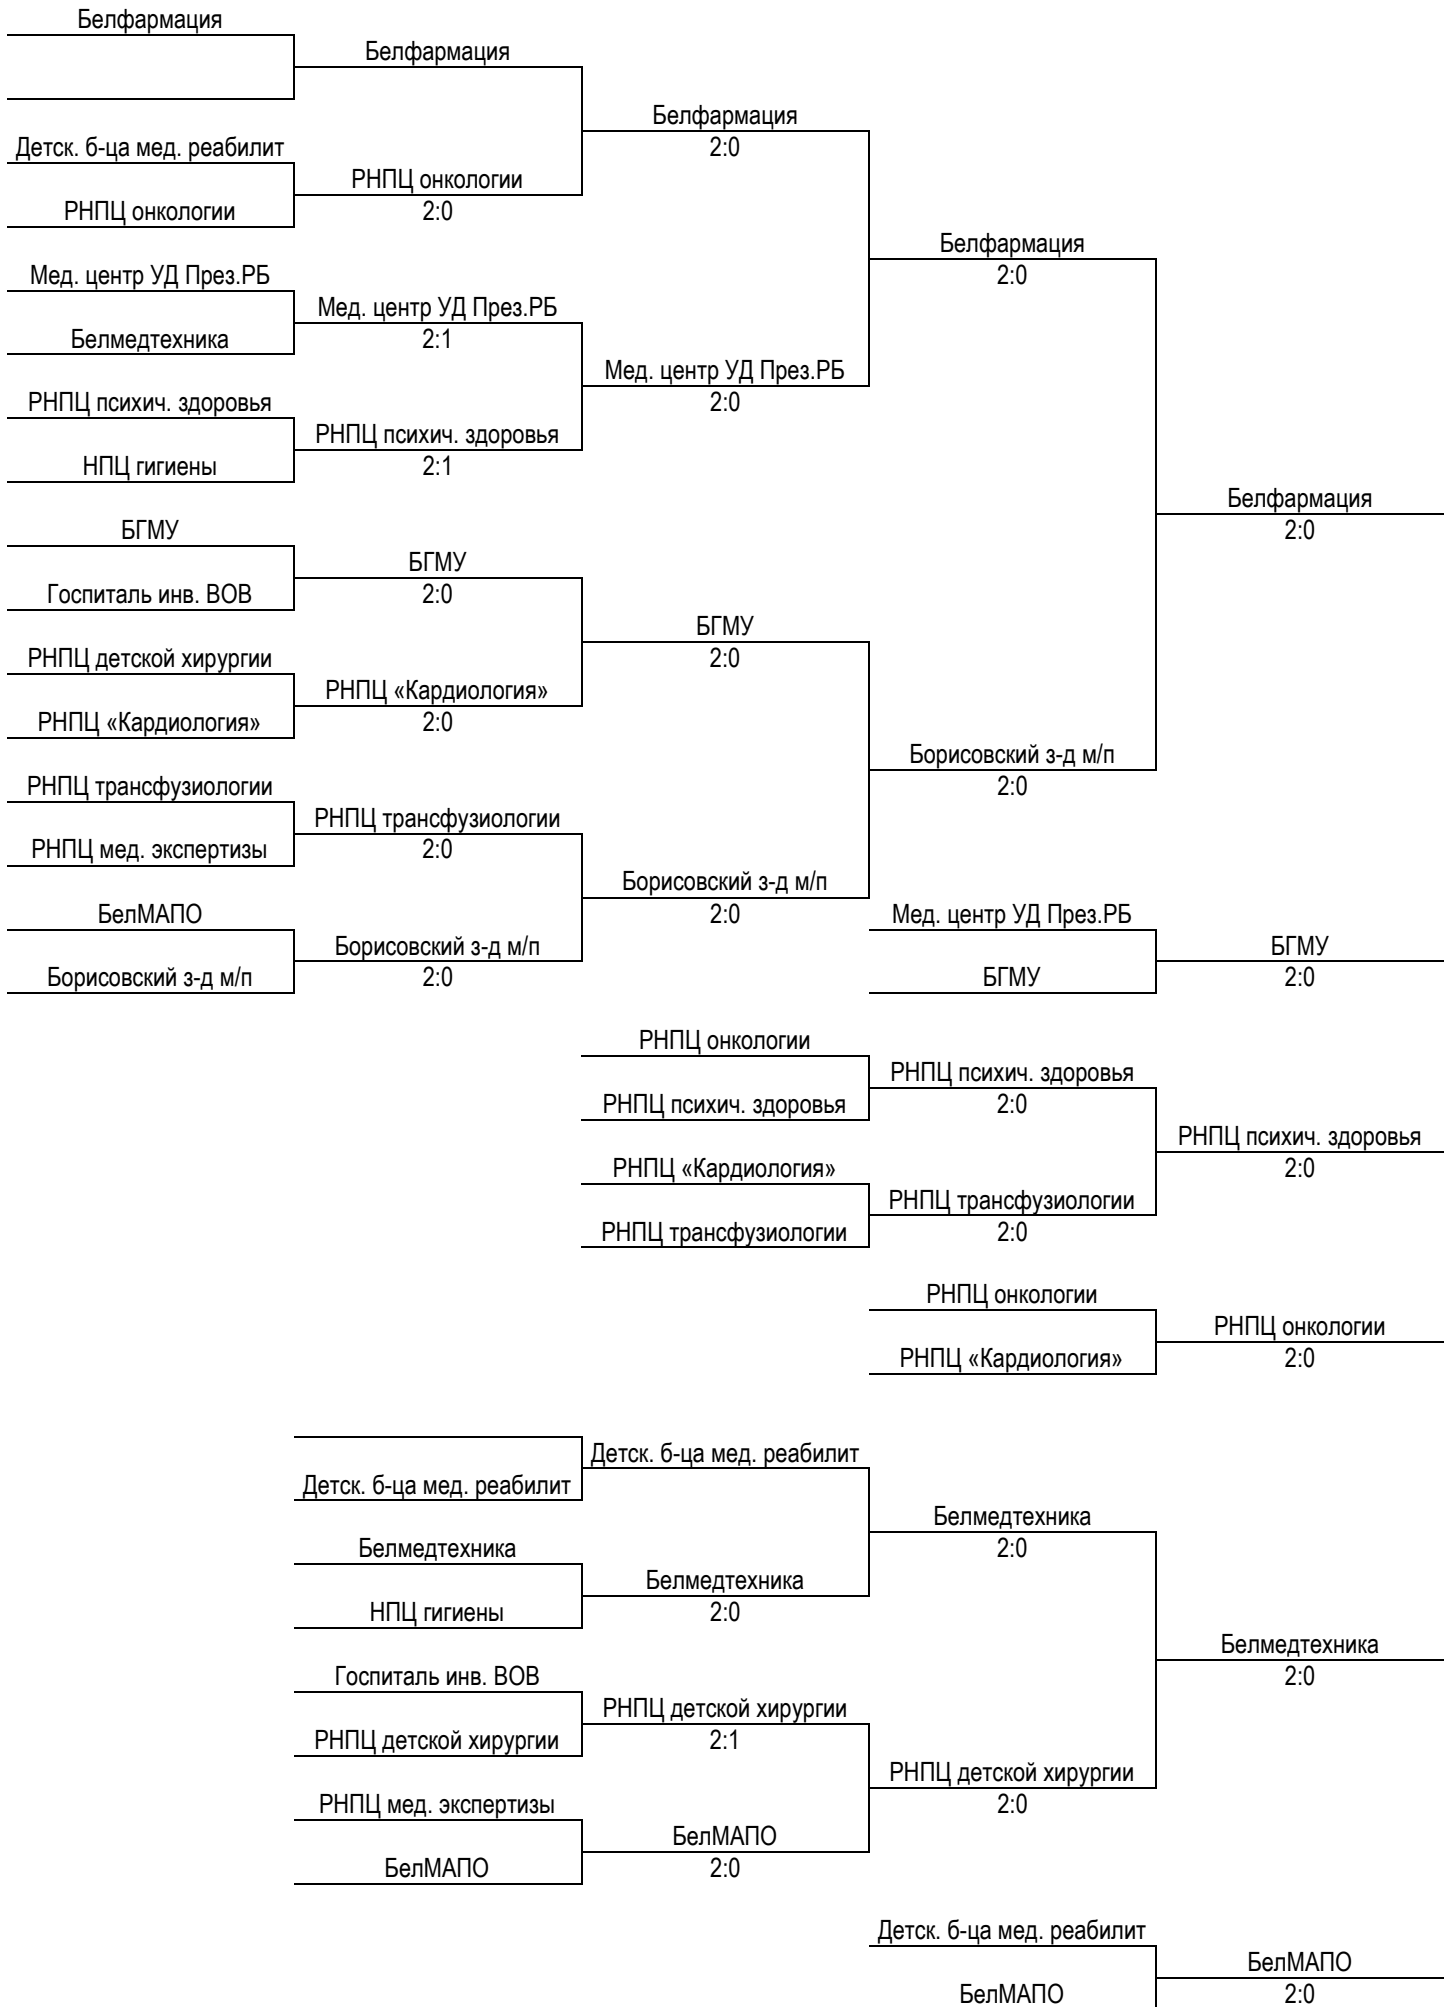 Белфармация
Белфармация
Белфармация
2:0
Детск. б-ца мед. реабилит
РНПЦ онкологии
РНПЦ онкологии
2:0
Белфармация
2:0
Мед. центр УД През.РБ
Мед. центр УД През.РБ
Белмедтехника
2:1
Мед. центр УД През.РБ
2:0
РНПЦ психич. здоровья
РНПЦ психич. здоровья
НПЦ гигиены
2:1
Белфармация
2:0
БГМУ
БГМУ
Госпиталь инв. ВОВ
2:0
БГМУ
2:0
РНПЦ детской хирургии
РНПЦ «Кардиология»
РНПЦ «Кардиология»
2:0
Борисовский з-д м/п
2:0
РНПЦ трансфузиологии
РНПЦ трансфузиологии
РНПЦ мед. экспертизы
2:0
Борисовский з-д м/п
2:0
БелМАПО
Борисовский з-д м/п
Борисовский з-д м/п
2:0
Мед. центр УД През.РБ
БГМУ
БГМУ
2:0
РНПЦ онкологии
РНПЦ психич. здоровья
РНПЦ психич. здоровья
2:0
РНПЦ психич. здоровья
2:0
РНПЦ «Кардиология»
РНПЦ трансфузиологии
РНПЦ трансфузиологии
2:0
РНПЦ онкологии
РНПЦ онкологии
РНПЦ «Кардиология»
2:0
Детск. б-ца мед. реабилит
Детск. б-ца мед. реабилит
Белмедтехника
2:0
Белмедтехника
Белмедтехника
НПЦ гигиены
2:0
Белмедтехника
2:0
Госпиталь инв. ВОВ
РНПЦ детской хирургии
РНПЦ детской хирургии
2:1
РНПЦ детской хирургии
2:0
РНПЦ мед. экспертизы
БелМАПО
БелМАПО
2:0
Детск. б-ца мед. реабилит
БелМАПО
БелМАПО
2:0